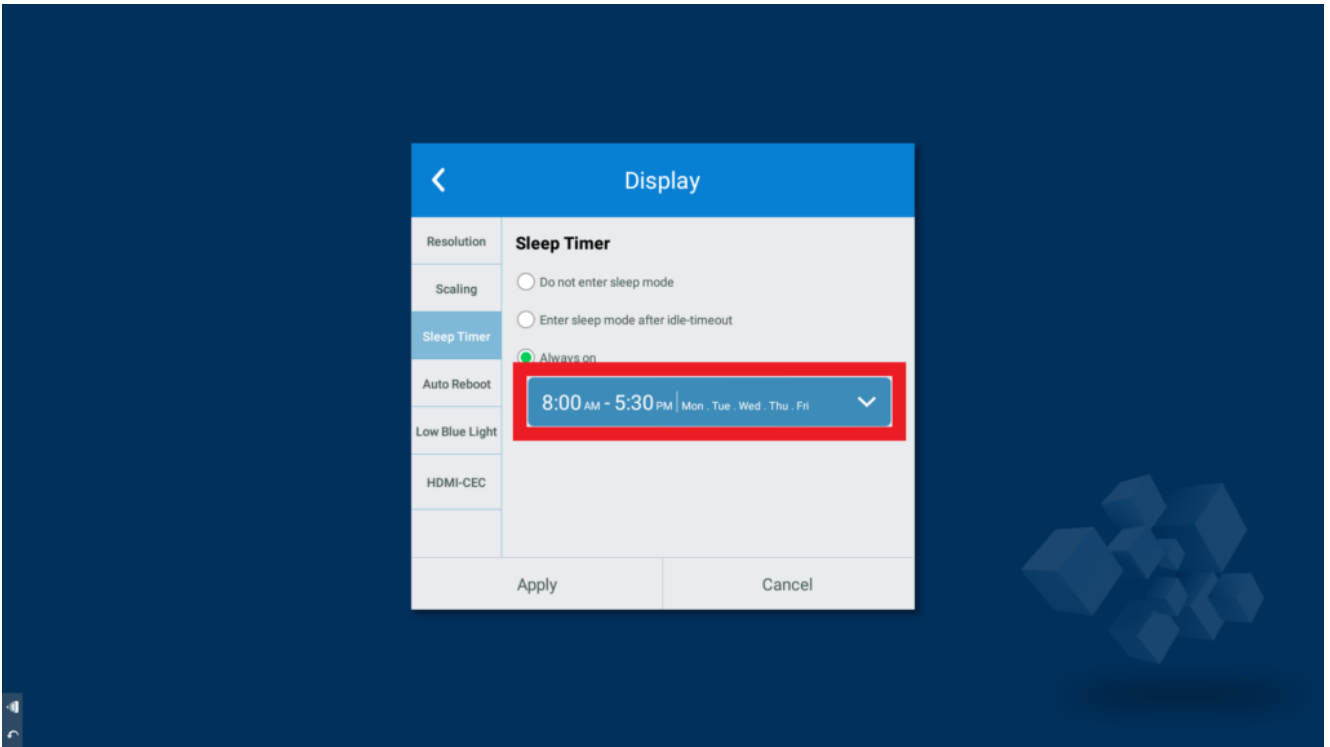 Display
Resolution
Scaling
Sleep Timer
Auto Reboot
Low Blue Light
HDMI-CEC
Sleep Timer
Do not enter sleep mode
Enter sleep mode after idle-timeout
Always on
8:00 AM - 5:30 PM | Mon . Tue . Wed . Thu . Fri
Apply
Cancel